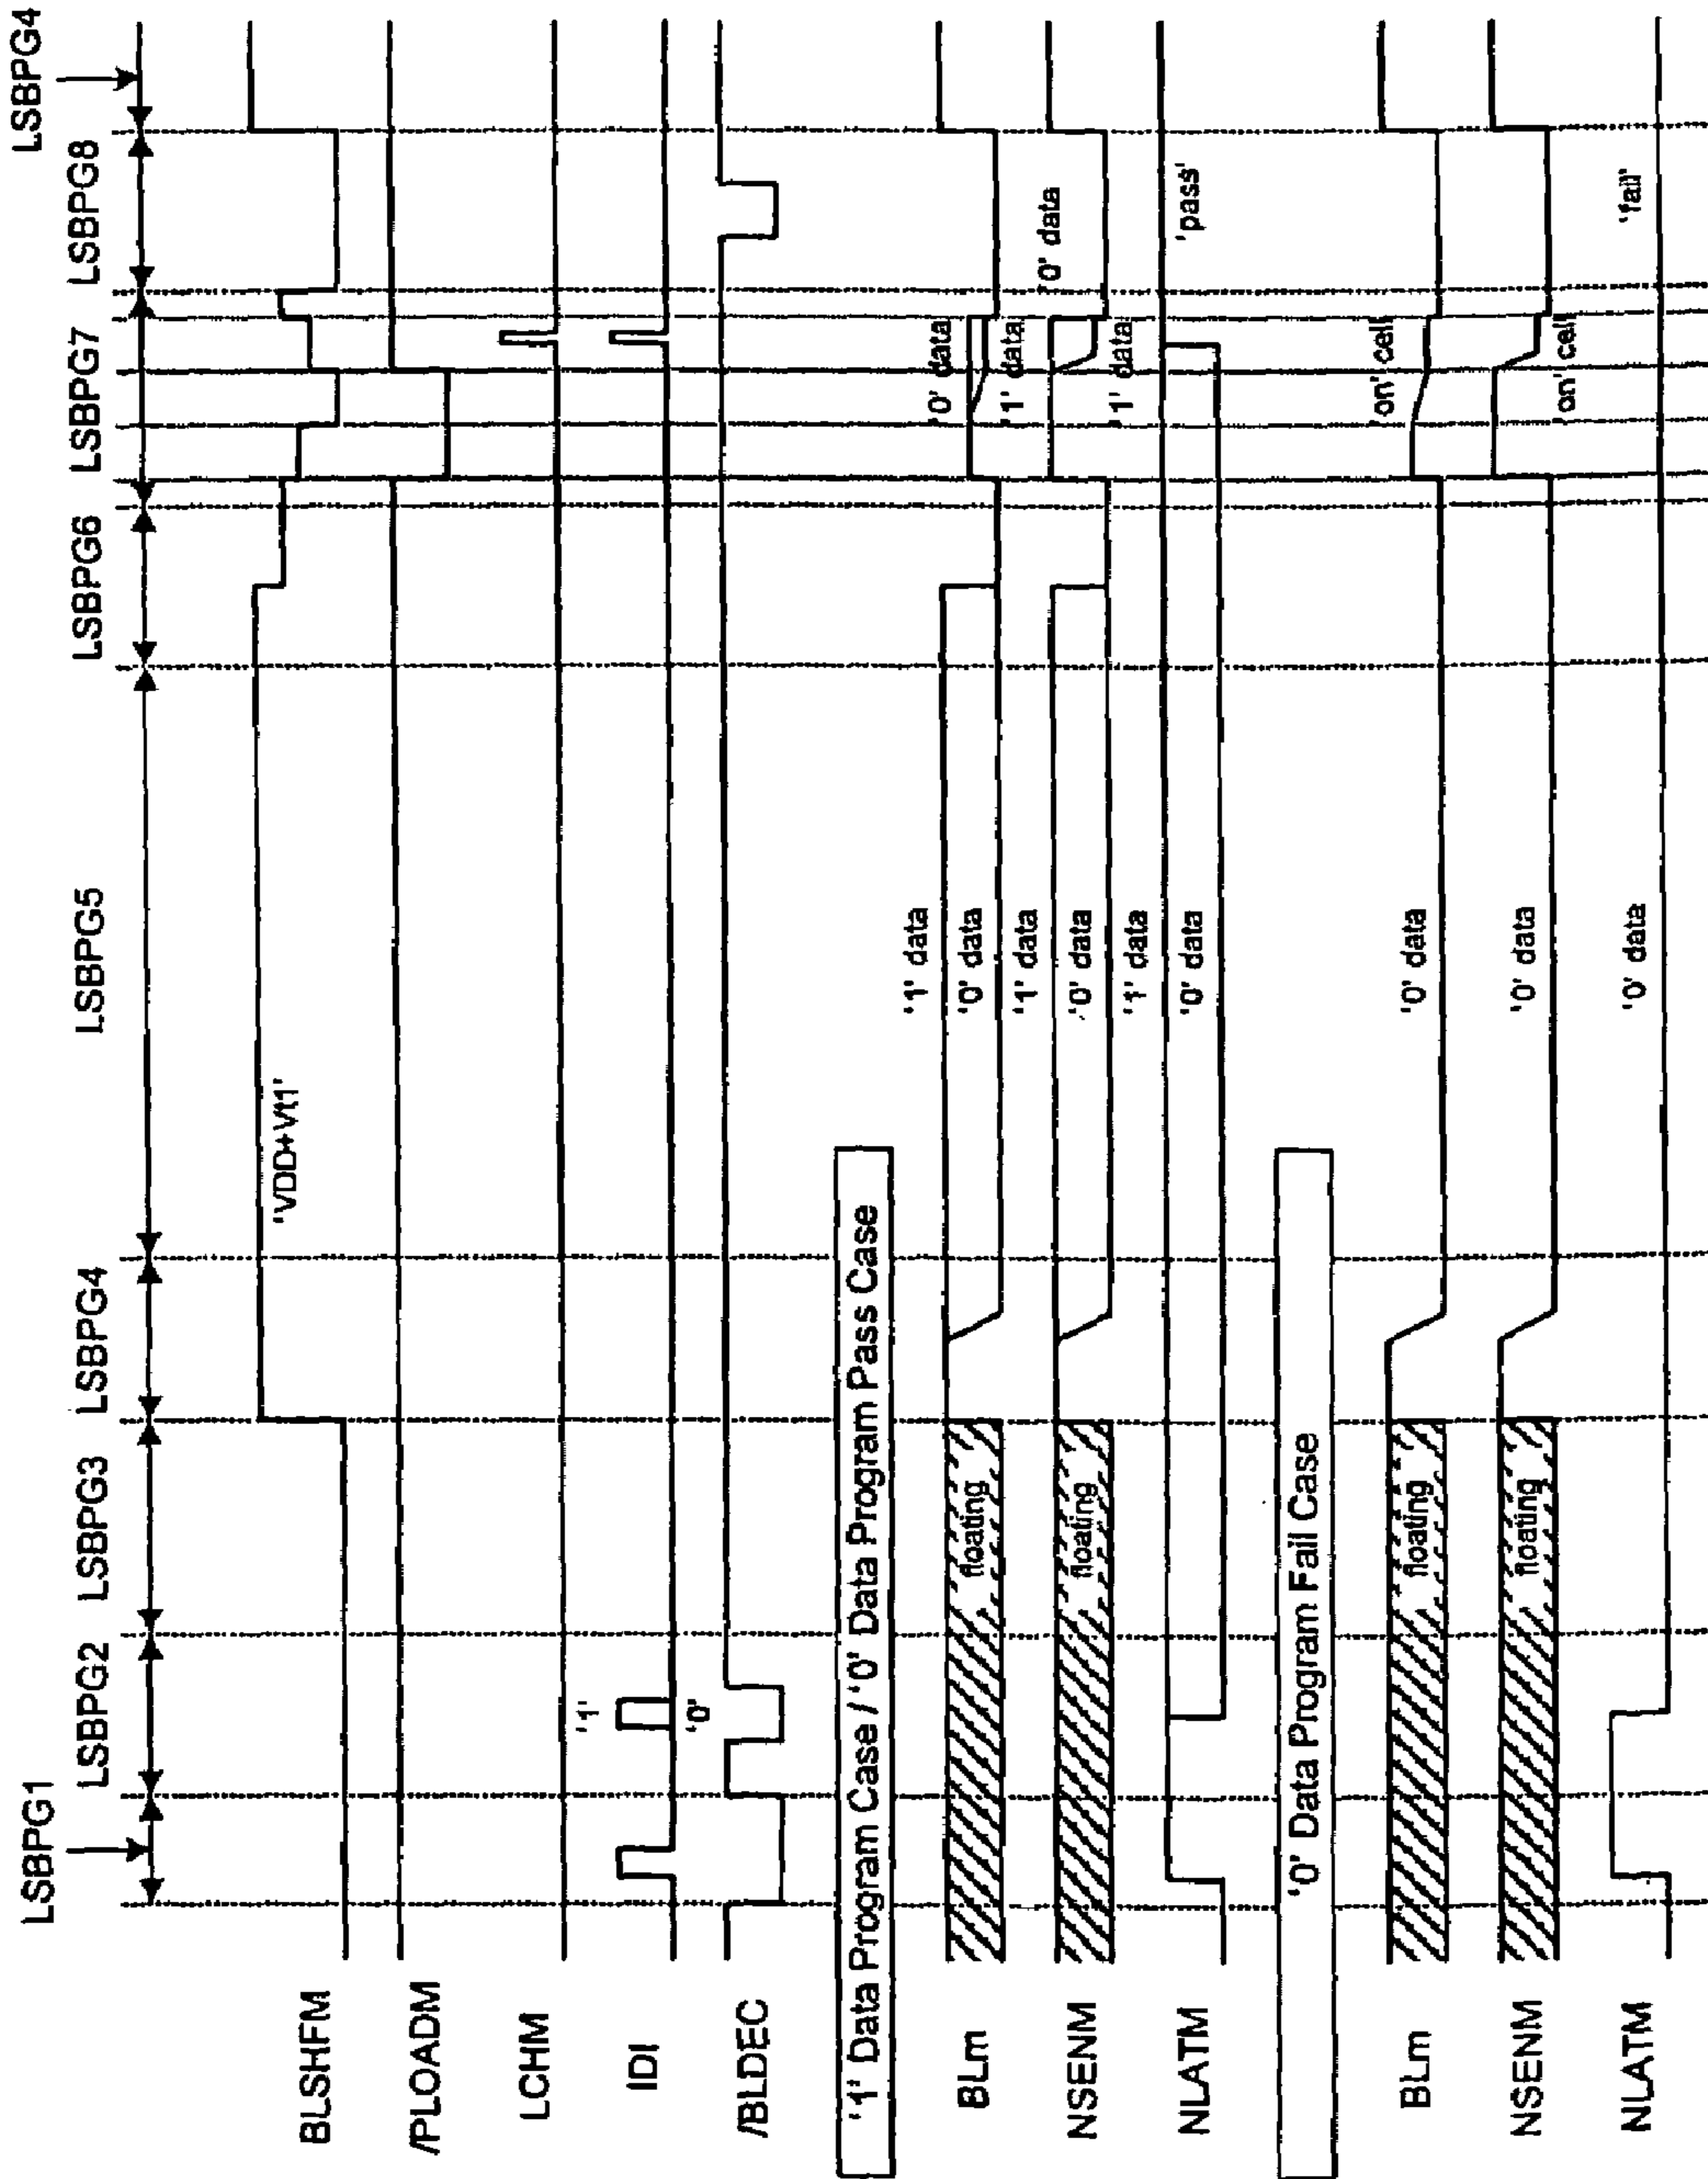 LSBPG1
LSBPG2
LSBPG3
LSBPG4
LSBPG5
LSBPG6
LSBPG7
LSBPG8
LSBPG4
BLSHFM
'VDD+Vt1'
/PLOADM
LCHM
IDI
'1'
'0'
/BLDEC
'1' Data Program Case / '0' Data Program Pass Case
BLm
floating
'1' data
'0' data
'0' data
'1' data
NSENM
floating
'1' data
'0' data
'0' data
'1' data
NLATM
'1' data
'0' data
'pass'
'0' Data Program Fail Case
BLm
floating
'0' data
'on' cell
NSENM
floating
'0' data
'on' cell
NLATM
'0' data
'fail'